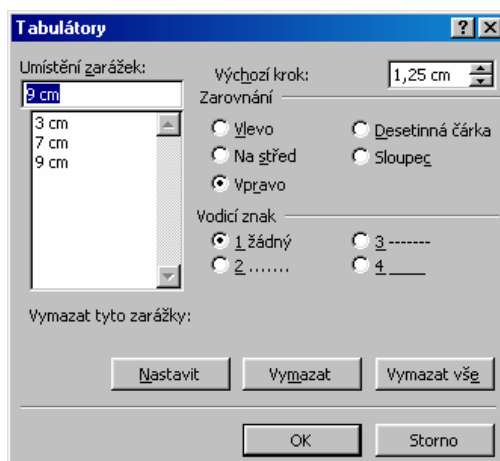 Tabulátory
Umístění zarážek:
9 cm
3 cm
7 cm
9 cm
Výchozí krok: 1,25 cm
Zarovnání
Vlevo Desetinná čárka
Na střed Sloupec
Vpravo
Vodicí znak
1 žádný 3 -------
2 ....... 4 ____
Vymazat tyto zarážky:
Nastavit Vymazat Vymazat vše
OK Storno